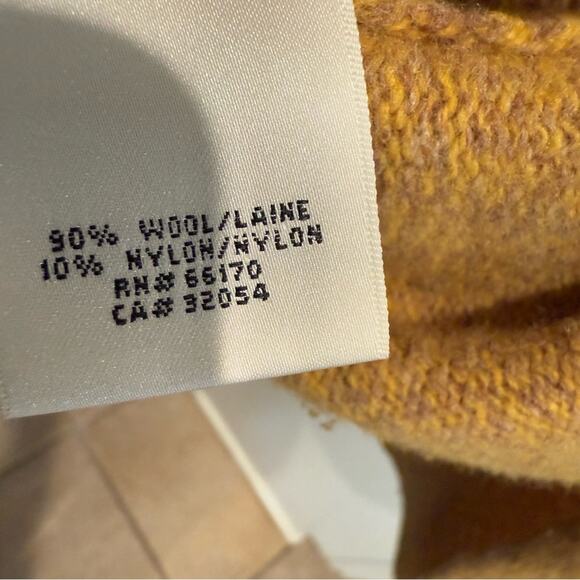 90% WOOL/LAINE
10% NYLON/NYLON
RN# 66170
CA# 32054